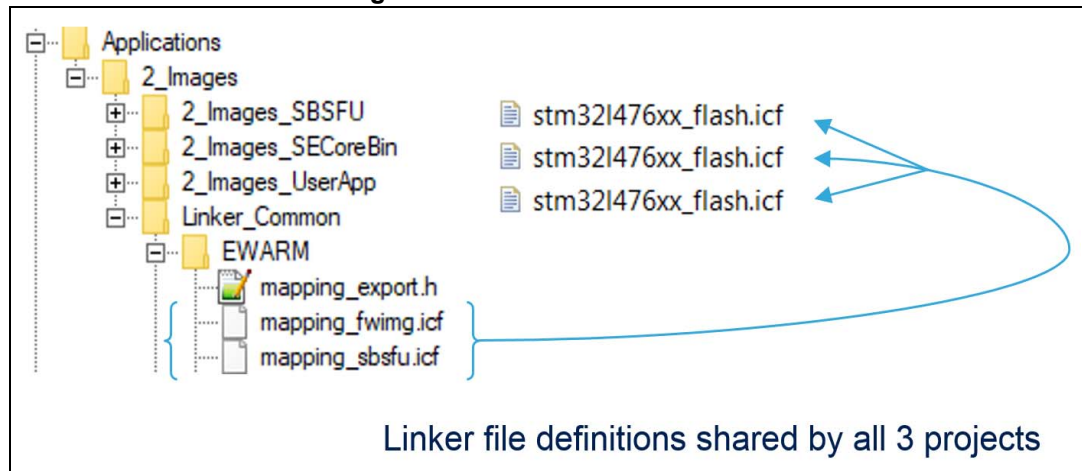 Applications
2_Images
2_Images_SBSFU
stm32l476xx_flash.icf
2_Images_SECoreBin
stm32l476xx_flash.icf
2_Images_UserApp
stm32l476xx_flash.icf
Linker_Common
EWARM
mapping_export.h
mapping_fwimg.icf
mapping_sbsfu.icf
Linker file definitions shared by all 3 projects